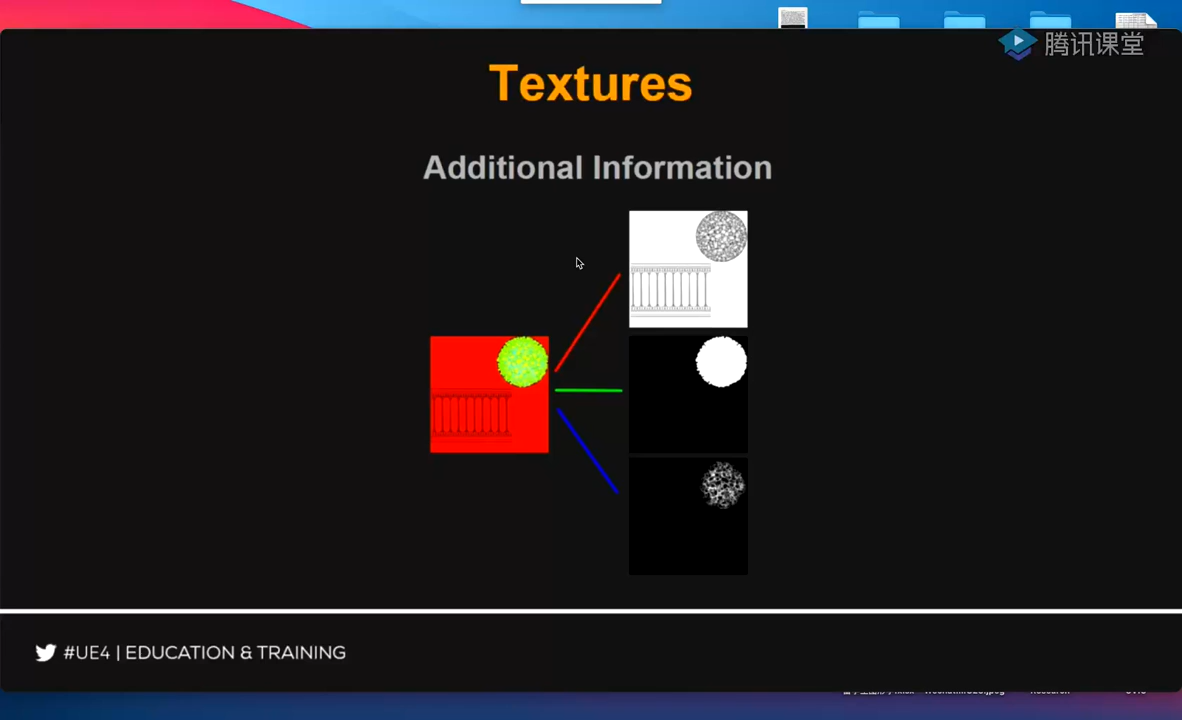 腾讯课堂
Textures
Additional Information
#UE4 | EDUCATION & TRAINING